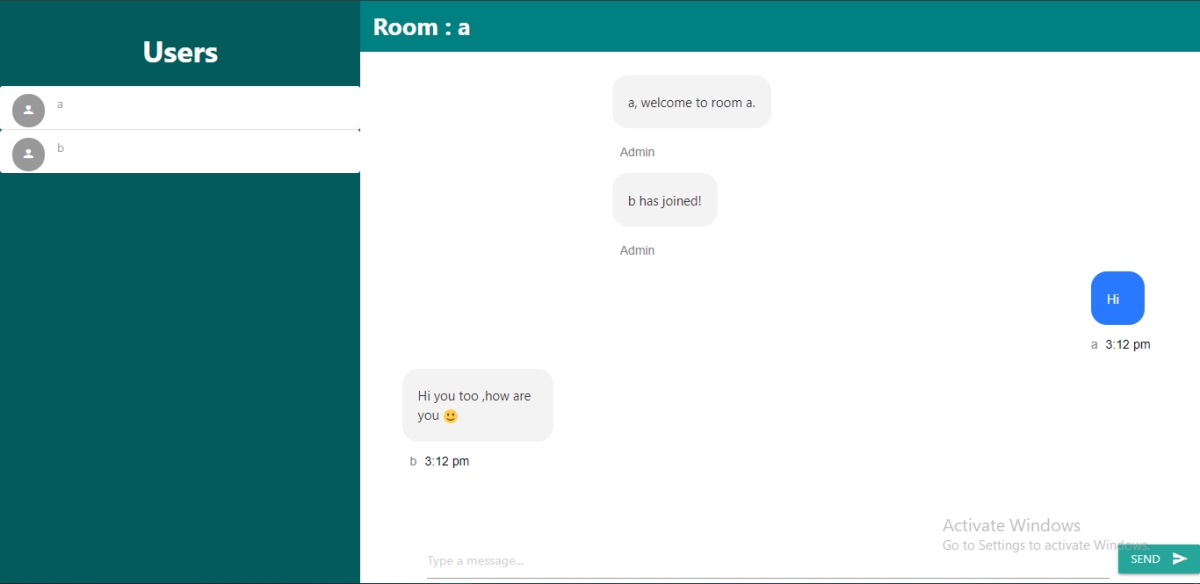 Users
a
b
Room : a
a, welcome to room a.
Admin
b has joined!
Admin
Hi
a 3:12 pm
Hi you too ,how are
you 🙂
b 3:12 pm
Activate Windows
Go to Settings to activate Windows.
Type a message...
SEND